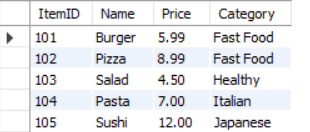 ItemID Name Price Category
101 Burger 5.99 Fast Food
102 Pizza 8.99 Fast Food
103 Salad 4.50 Healthy
104 Pasta 7.00 Italian
105 Sushi 12.00 Japanese